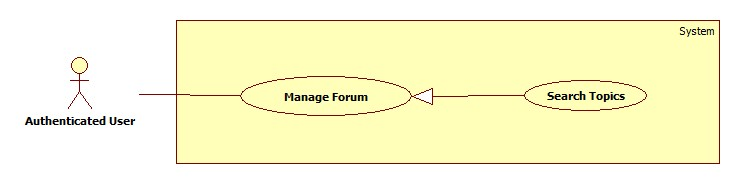 System
Manage Forum
Search Topics
Authenticated User